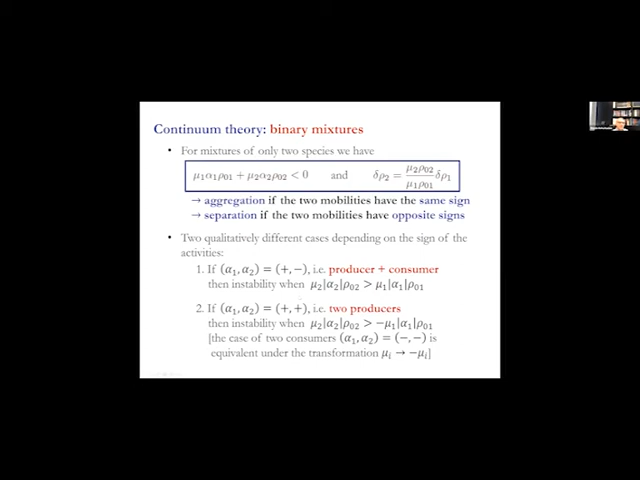 Continuum theory: binary mixtures
• For mixtures of only two species we have
μ₁α₁ρ₀₁ + μ₂α₂ρ₀₂ < 0 and δρ₂ = μ₂ρ₀₂/μ₁ρ₀₁ δρ₁
→ aggregation if the two mobilities have the same sign
→ separation if the two mobilities have opposite signs
• Two qualitatively different cases depending on the sign of the
activities:
1. If (α₁, α₂) = (+, −), i.e. producer + consumer
then instability when μ₂|α₂|ρ₀₂ > μ₁|α₁|ρ₀₁
2. If (α₁, α₂) = (+, +), i.e. two producers
then instability when μ₂|α₂|ρ₀₂ > −μ₁|α₁|ρ₀₁
[the case of two consumers (α₁, α₂) = (−, −) is
equivalent under the transformation μᵢ → −μᵢ]